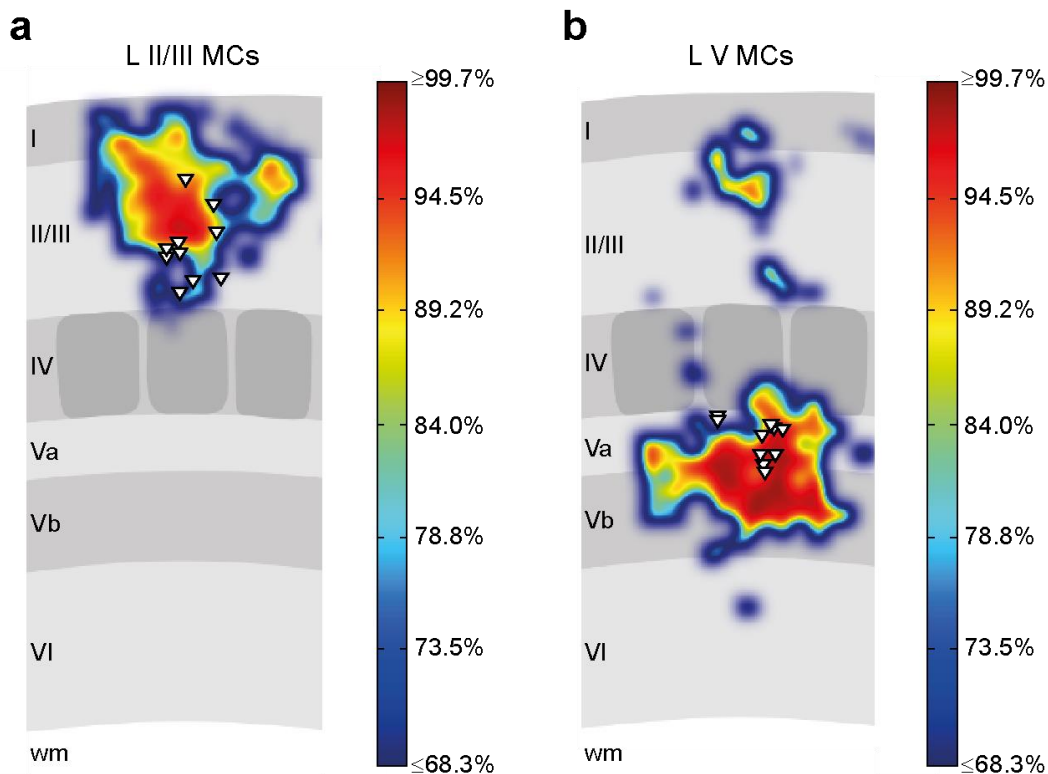 a
L II/III MCs
I
II/III
IV
Va
Vb
VI
wm
≥99.7%
94.5%
89.2%
84.0%
78.8%
73.5%
≤68.3%
b
L V MCs
I
II/III
IV
Va
Vb
VI
wm
≥99.7%
94.5%
89.2%
84.0%
78.8%
73.5%
≤68.3%